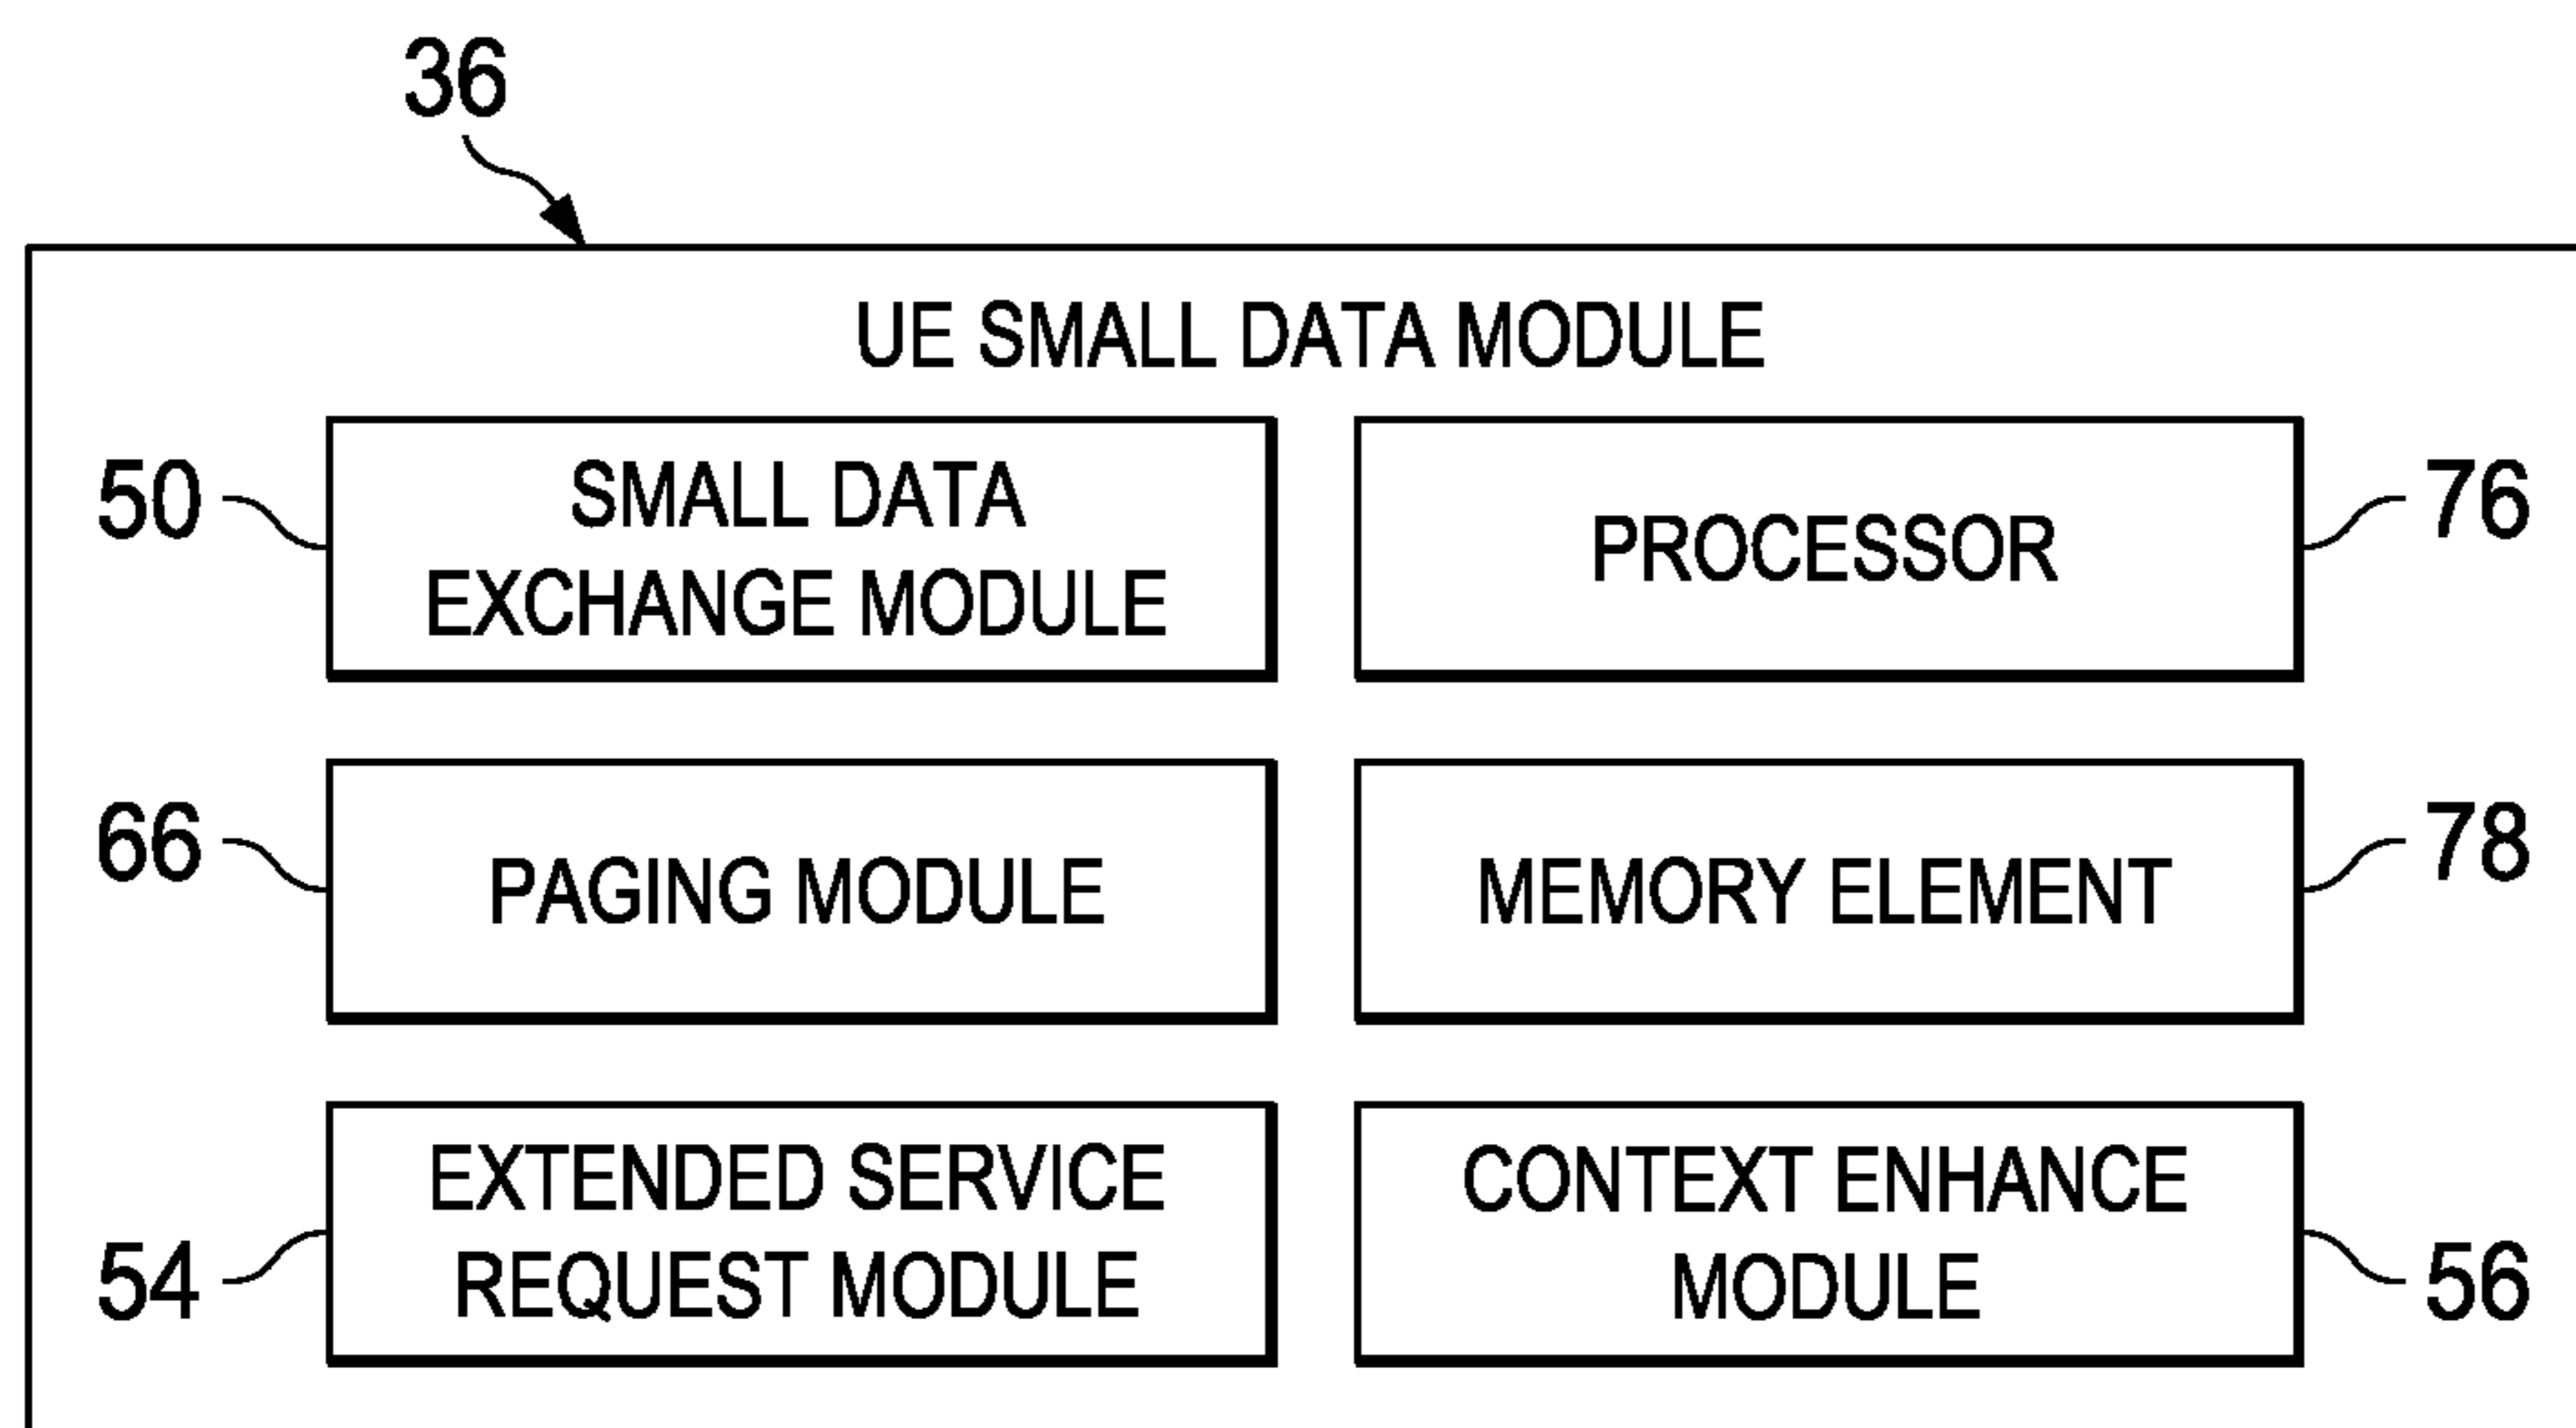 36
UE SMALL DATA MODULE
50
SMALL DATA
EXCHANGE MODULE
PROCESSOR
76
66
PAGING MODULE
MEMORY ELEMENT
78
54
EXTENDED SERVICE
REQUEST MODULE
CONTEXT ENHANCE
MODULE
56